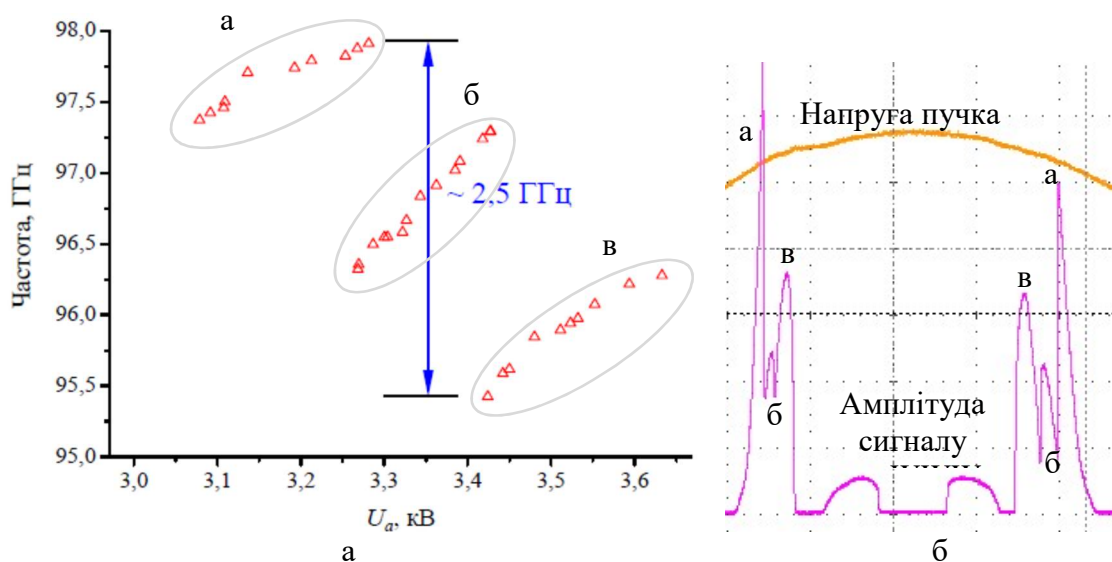 а
98,0
97,5
97,0
96,5
96,0
95,5
95,0
Частота, ГГц
б
~ 2,5 ГГц
в
3,0
3,1
3,2
3,3
3,4
3,5
3,6
U_a, кВ
а
Напруга пучка
а
а
в
в
б
б
Амплітуда
сигналу
б